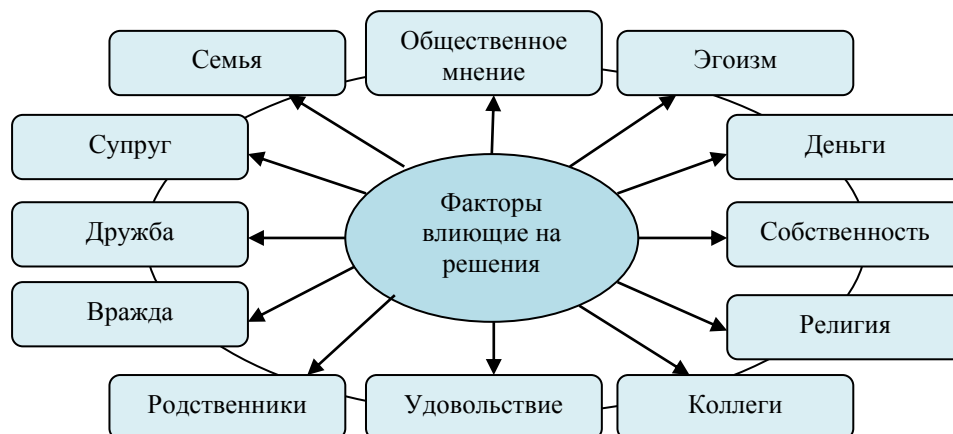 Семья
Общественное
мнение
Эгоизм
Супруг
Деньги
Дружба
Факторы
влиющие на
решения
Собственность
Вражда
Религия
Родственники
Удовольствие
Коллеги